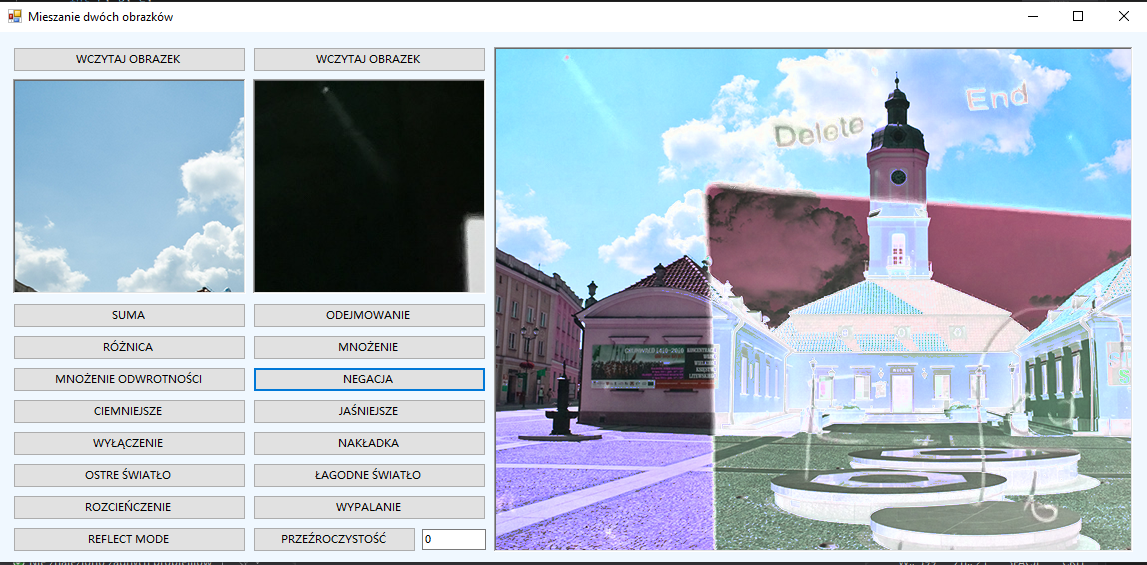 Mieszanie dwóch obrazków
WCZYTAJ OBRAZEK
WCZYTAJ OBRAZEK
SUMA
ODEJMOWANIE
RÓŻNICA
MNOŻENIE
MNOŻENIE ODWROTNOŚCI
NEGACJA
CIEMNIEJSZE
JAŚNIEJSZE
WYŁĄCZENIE
NAKŁADKA
OSTRE ŚWIATŁO
ŁAGODNE ŚWIATŁO
ROZCIEŃCZENIE
WYPALANIE
REFLECT MODE
PRZEŹROCZYSTOŚĆ
0
End
Delete